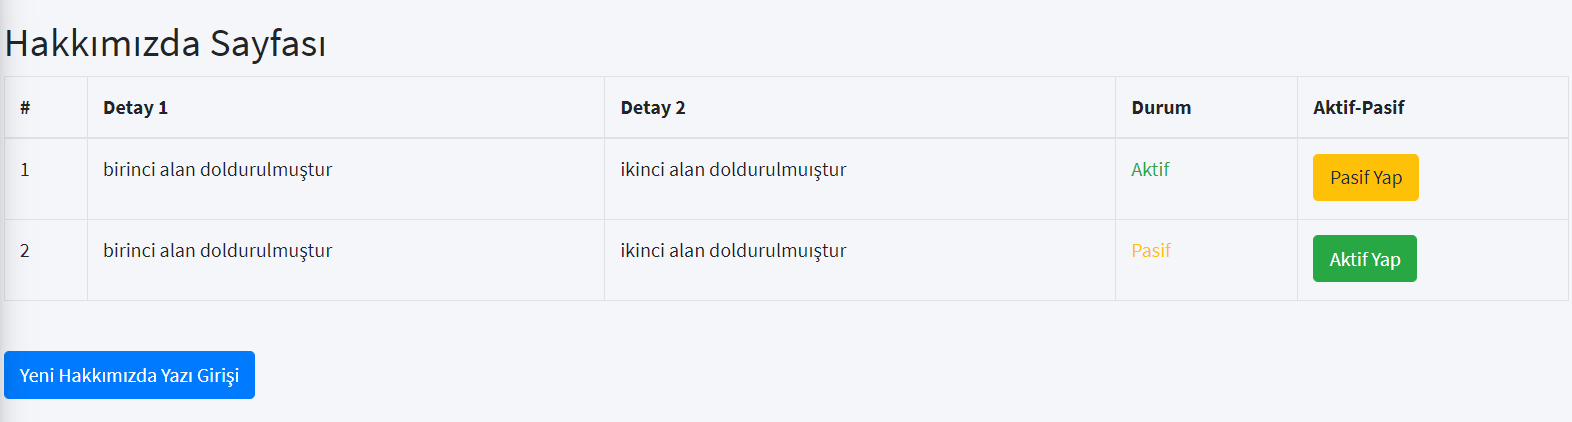 Hakkımızda Sayfası
# Detay 1 Detay 2 Durum Aktif-Pasif
1 birinci alan doldurulmuştur ikinci alan doldurulmuıştur Aktif Pasif Yap
2 birinci alan doldurulmuştur ikinci alan doldurulmuıştur Pasif Aktif Yap
Yeni Hakkımızda Yazı Girişi